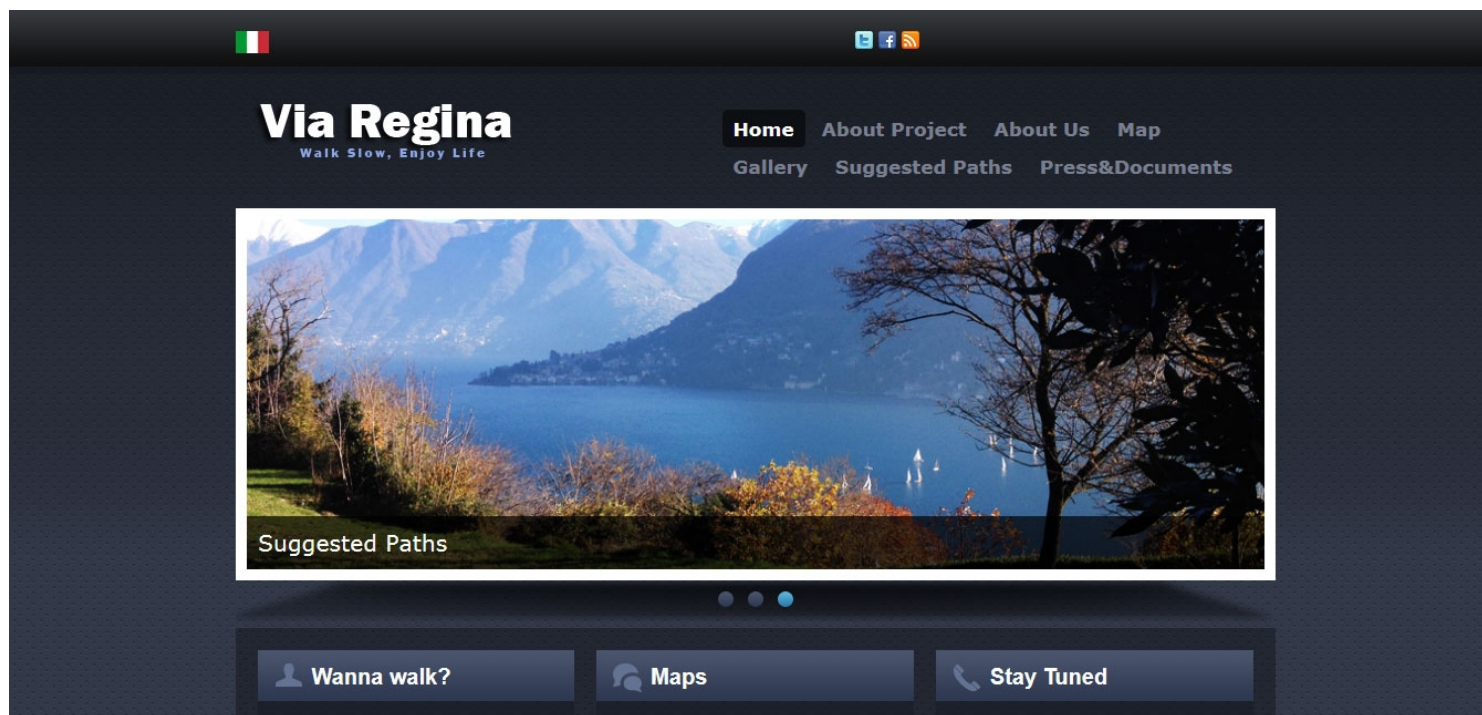 Via Regina
Walk Slow, Enjoy Life
Home About Project About Us Map
Gallery Suggested Paths Press&Documents
Suggested Paths
Wanna walk? Maps Stay Tuned